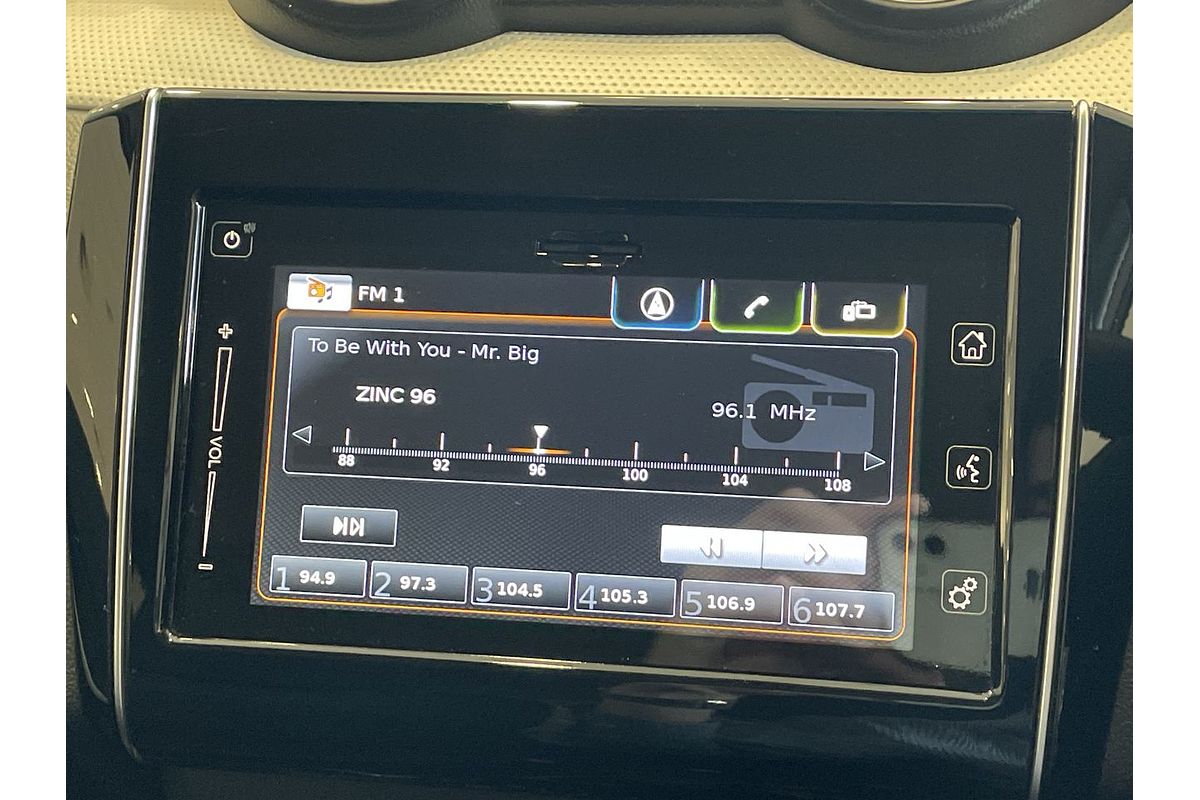 FM 1
To Be With You - Mr. Big
ZINC 96
96.1 MHz
88 92 96 100 104 108
+
VOL
-
1 94.9
2 97.3
3 104.5
4 105.3
5 106.9
6 107.7